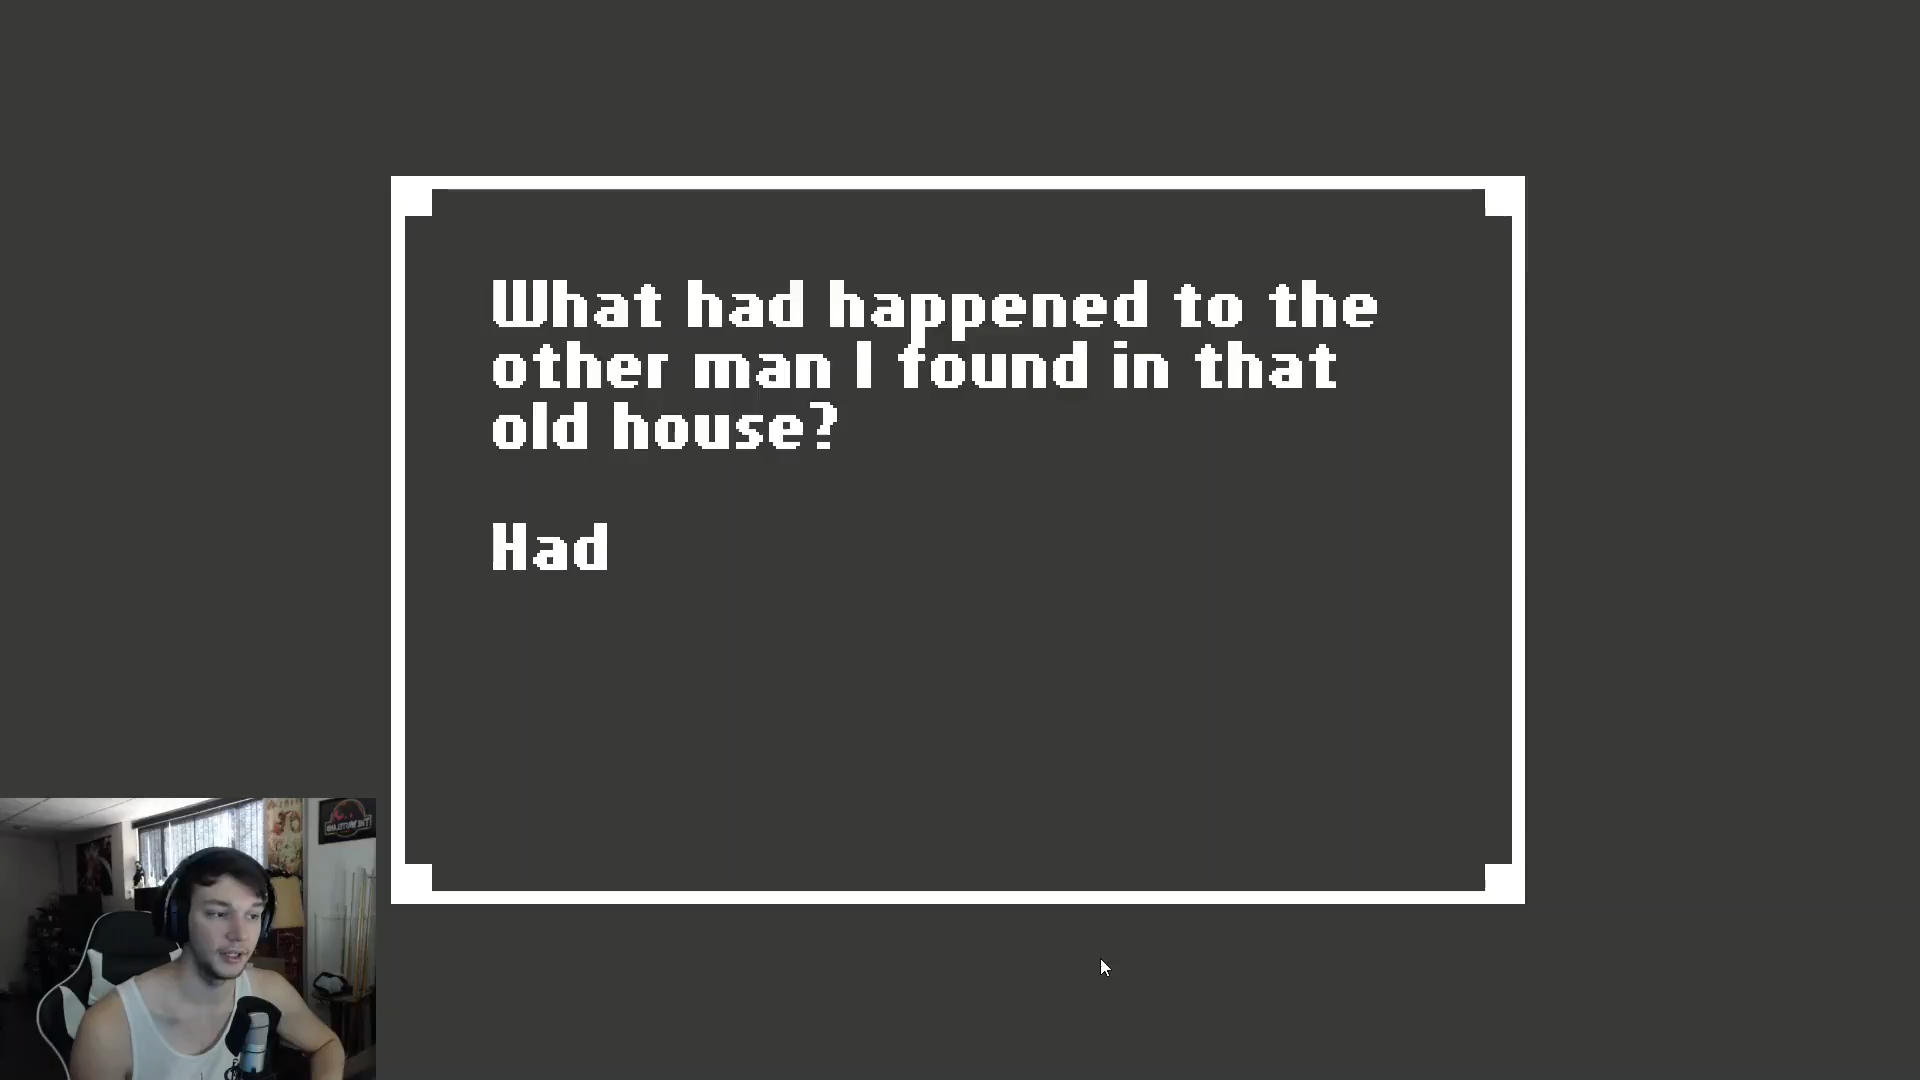 What had happened to the
other man I found in that
old house?
Had